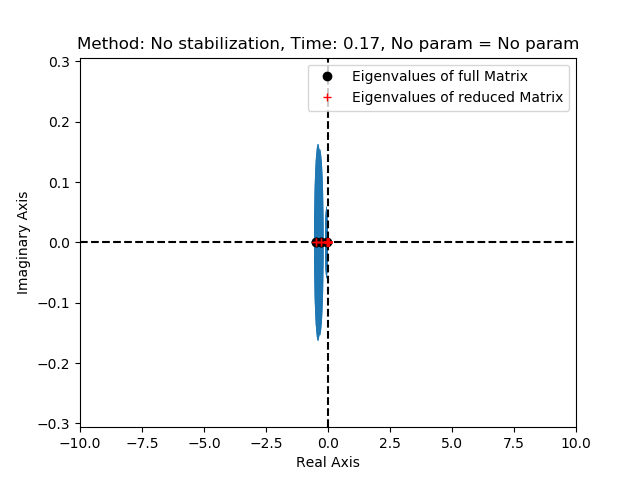 Method: No stabilization, Time: 0.17, No param = No param
Eigenvalues of full Matrix
Eigenvalues of reduced Matrix
Imaginary Axis
0.3
0.2
0.1
0.0
−0.1
−0.2
−0.3
−10.0 −7.5 −5.0 −2.5 0.0 2.5 5.0 7.5 10.0
Real Axis